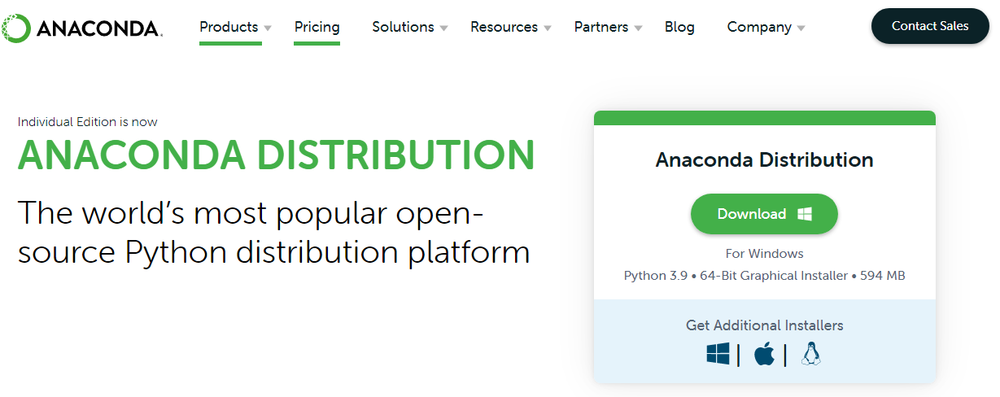 ANACONDA.
Products Pricing Solutions Resources Partners Blog Company Contact Sales
Individual Edition is now
ANACONDA DISTRIBUTION
The world’s most popular open-
source Python distribution platform
Anaconda Distribution
Download
For Windows
Python 3.9 • 64-Bit Graphical Installer • 594 MB
Get Additional Installers
| |